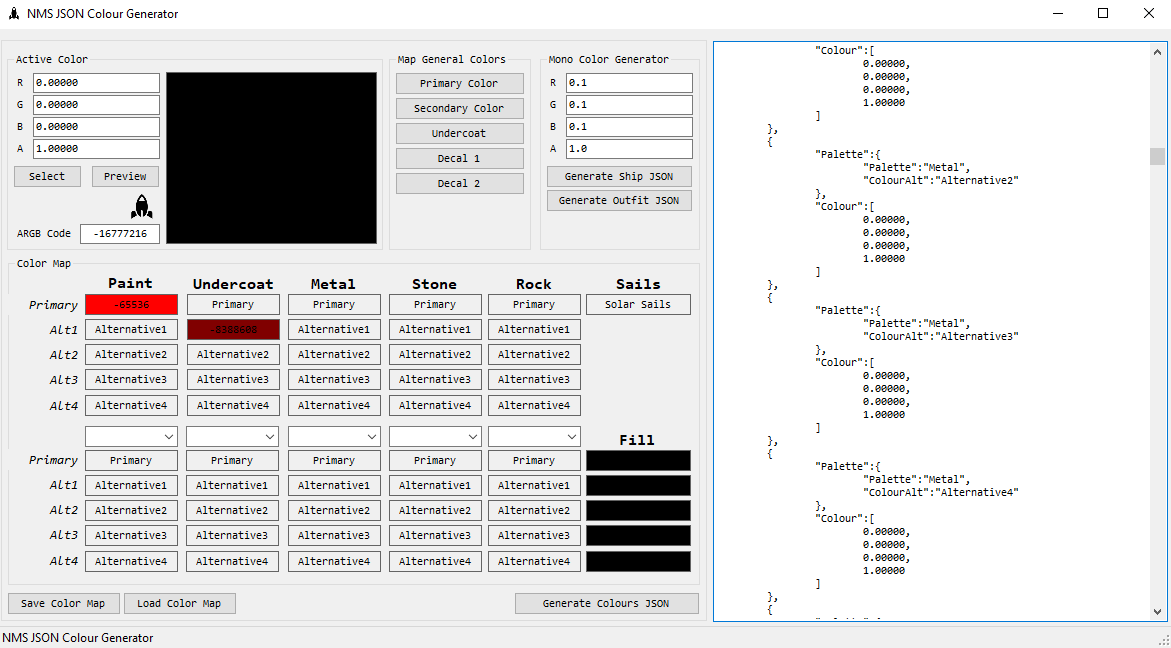 NMS JSON Colour Generator
Active Color
R 0.00000
G 0.00000
B 0.00000
A 1.00000
Select Preview
ARGB Code -16777216
Map General Colors
Primary Color
Secondary Color
Undercoat
Decal 1
Decal 2
Mono Color Generator
R 0.1
G 0.1
B 0.1
A 1.0
Generate Ship JSON
Generate Outfit JSON
Color Map
Paint Undercoat Metal Stone Rock Sails
Primary -65536 Primary Primary Primary Primary Solar Sails
Alt1 Alternative1 -8388608 Alternative1 Alternative1 Alternative1
Alt2 Alternative2 Alternative2 Alternative2 Alternative2 Alternative2
Alt3 Alternative3 Alternative3 Alternative3 Alternative3 Alternative3
Alt4 Alternative4 Alternative4 Alternative4 Alternative4 Alternative4
Fill
Primary Primary Primary Primary Primary Primary
Alt1 Alternative1 Alternative1 Alternative1 Alternative1 Alternative1
Alt2 Alternative2 Alternative2 Alternative2 Alternative2 Alternative2
Alt3 Alternative3 Alternative3 Alternative3 Alternative3 Alternative3
Alt4 Alternative4 Alternative4 Alternative4 Alternative4 Alternative4
Save Color Map Load Color Map Generate Colours JSON
"Colour":[
0.00000,
0.00000,
0.00000,
1.00000
]
},
{
"Palette":{
"Palette":"Metal",
"ColourAlt":"Alternative2"
},
"Colour":[
0.00000,
0.00000,
0.00000,
1.00000
]
},
{
"Palette":{
"Palette":"Metal",
"ColourAlt":"Alternative3"
},
"Colour":[
0.00000,
0.00000,
0.00000,
1.00000
]
},
{
"Palette":{
"Palette":"Metal",
"ColourAlt":"Alternative4"
},
"Colour":[
0.00000,
0.00000,
0.00000,
1.00000
]
},
{
NMS JSON Colour Generator